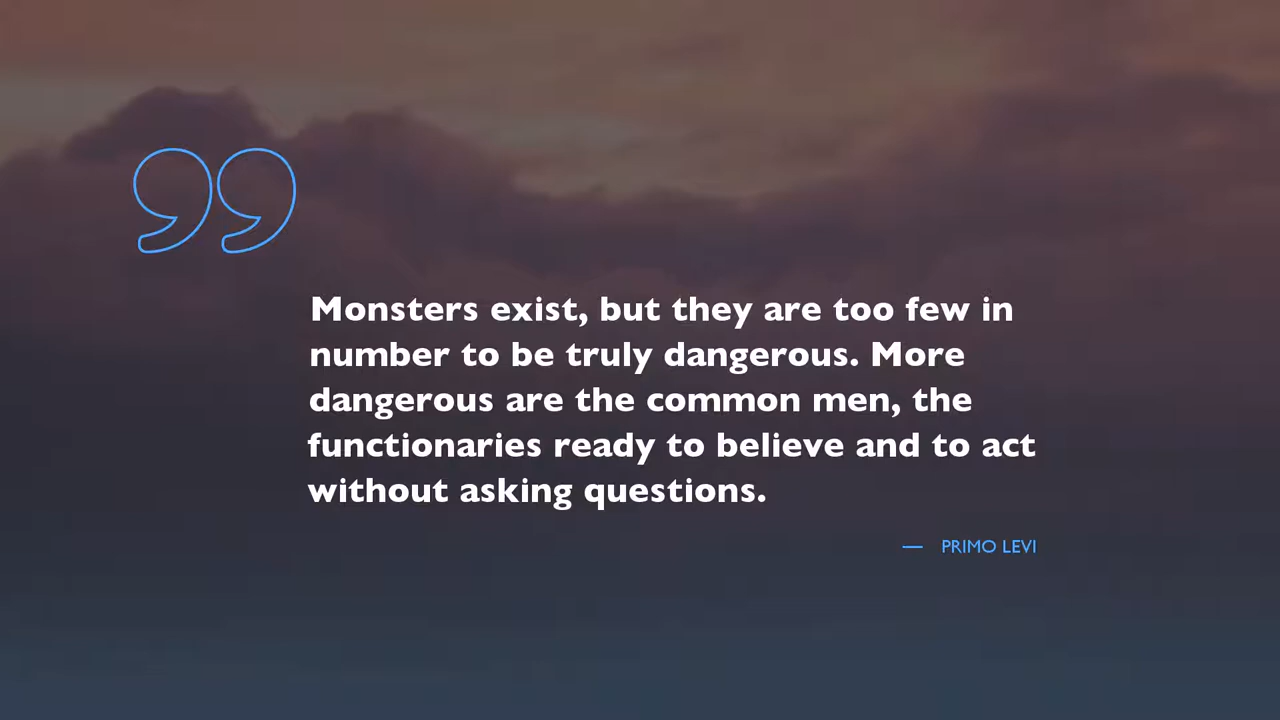 Monsters exist, but they are too few in
number to be truly dangerous. More
dangerous are the common men, the
functionaries ready to believe and to act
without asking questions.
— PRIMO LEVI